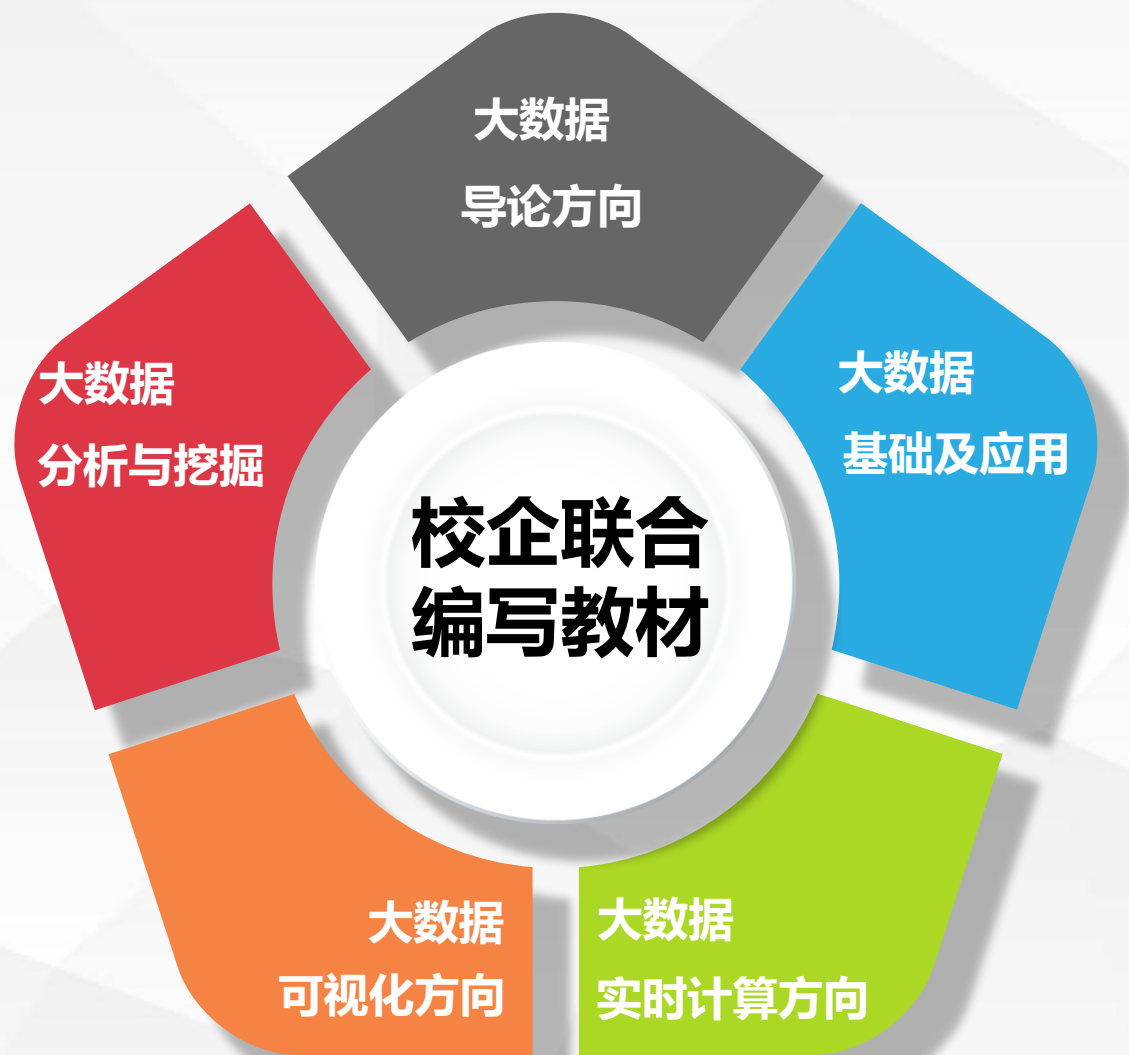 大数据
导论方向
大数据
基础及应用
大数据
实时计算方向
大数据
可视化方向
大数据
分析与挖掘
校企联合
编写教材